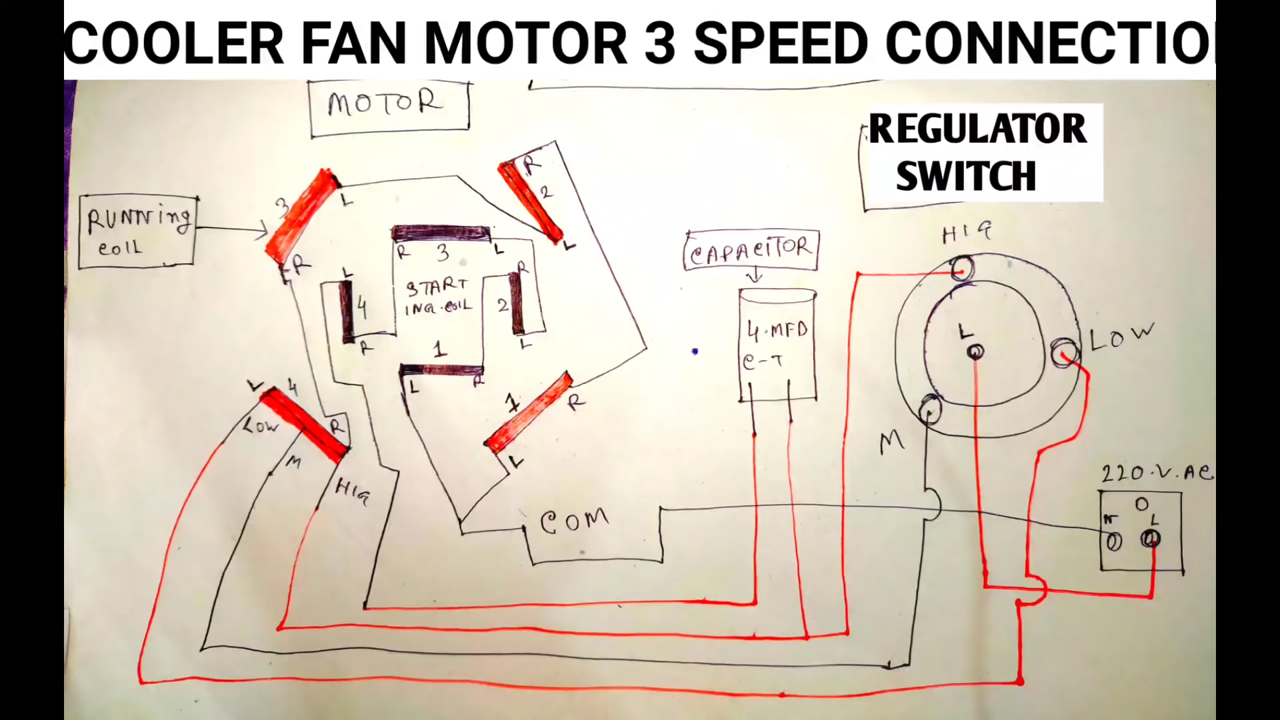 COOLER FAN MOTOR 3 SPEED CONNECTIO
MOTOR
REGULATOR
SWITCH
RUNNING
COIL
3
L
R
R
2
L
R
3
L
START
ING.COIL
L
4
R
R
2
L
1
L
R
1
R
L
L
4
LOW
R
M
HIG
COM
CAPACITOR
4.MFD
C-T
HIG
L
LOW
M
220.V.AC
N
L